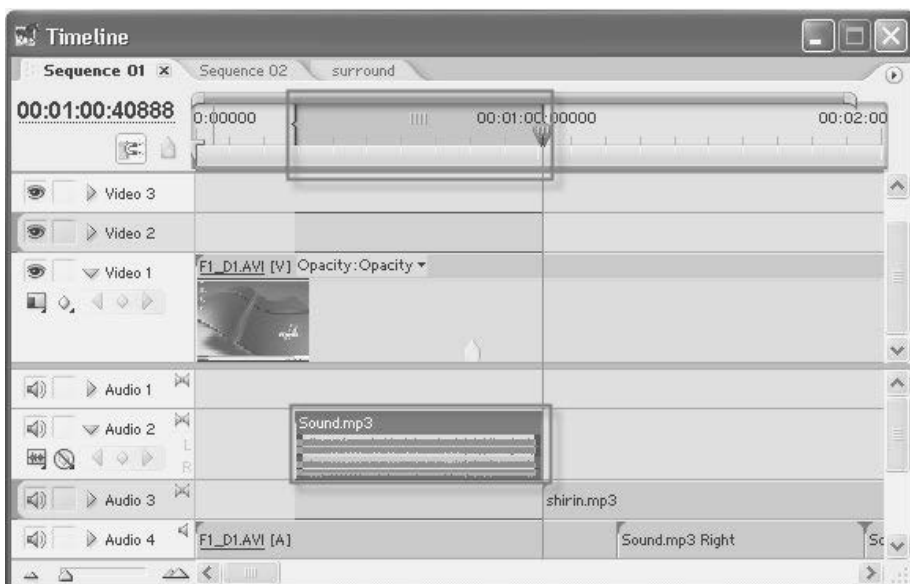 Timeline
Sequence 01 x Sequence 02 surround
00:01:00:40888 0:00000 00:01:00:00000 00:02:00
Video 3
Video 2
Video 1 F1_D1.AVI [V] Opacity:Opacity
Audio 1
Audio 2 Sound.mp3
L
R
Audio 3 shirin.mp3
Audio 4 F1_D1.AVI [A] Sound.mp3 Right So